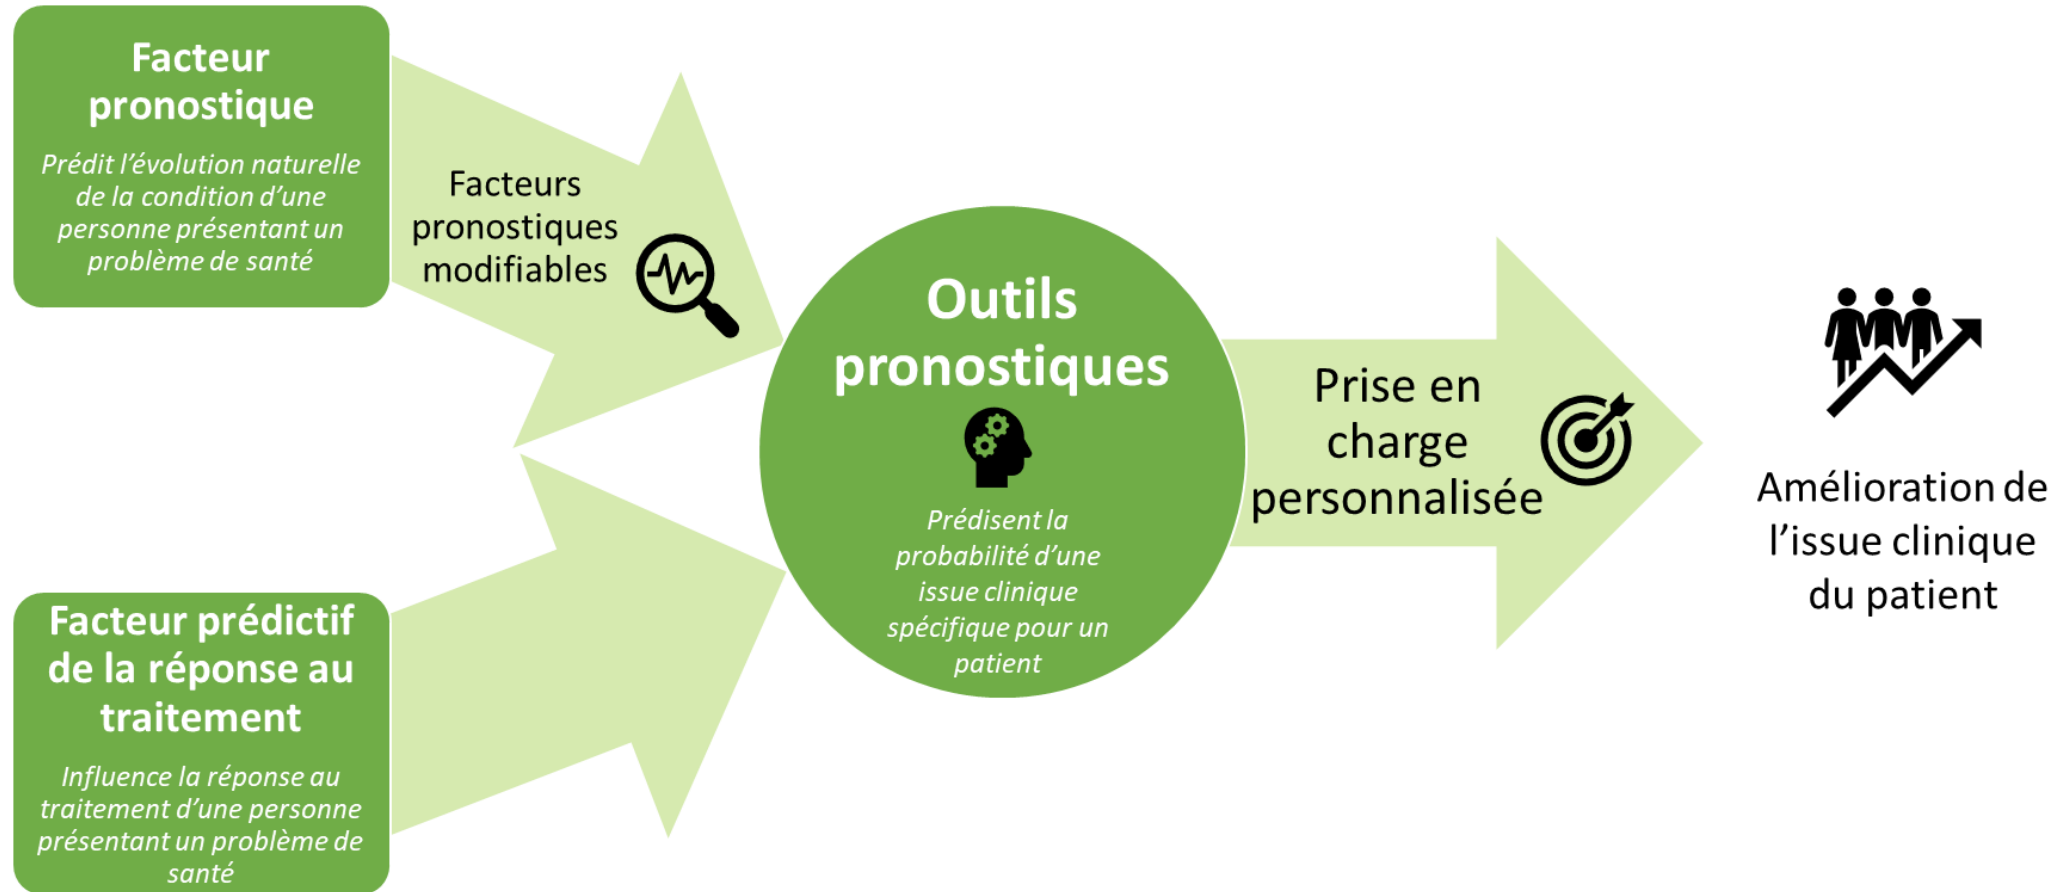 Facteur
pronostique
Prédit l’évolution naturelle
de la condition d’une
personne présentant un
problème de santé
Facteurs
pronostiques
modifiables
Facteur prédictif
de la réponse au
traitement
Influence la réponse au
traitement d’une personne
présentant un problème de
santé
Outils
pronostiques
Prédisent la
probabilité d’une
issue clinique
spécifique pour un
patient
Prise en
charge
personnalisée
Amélioration de
l’issue clinique
du patient